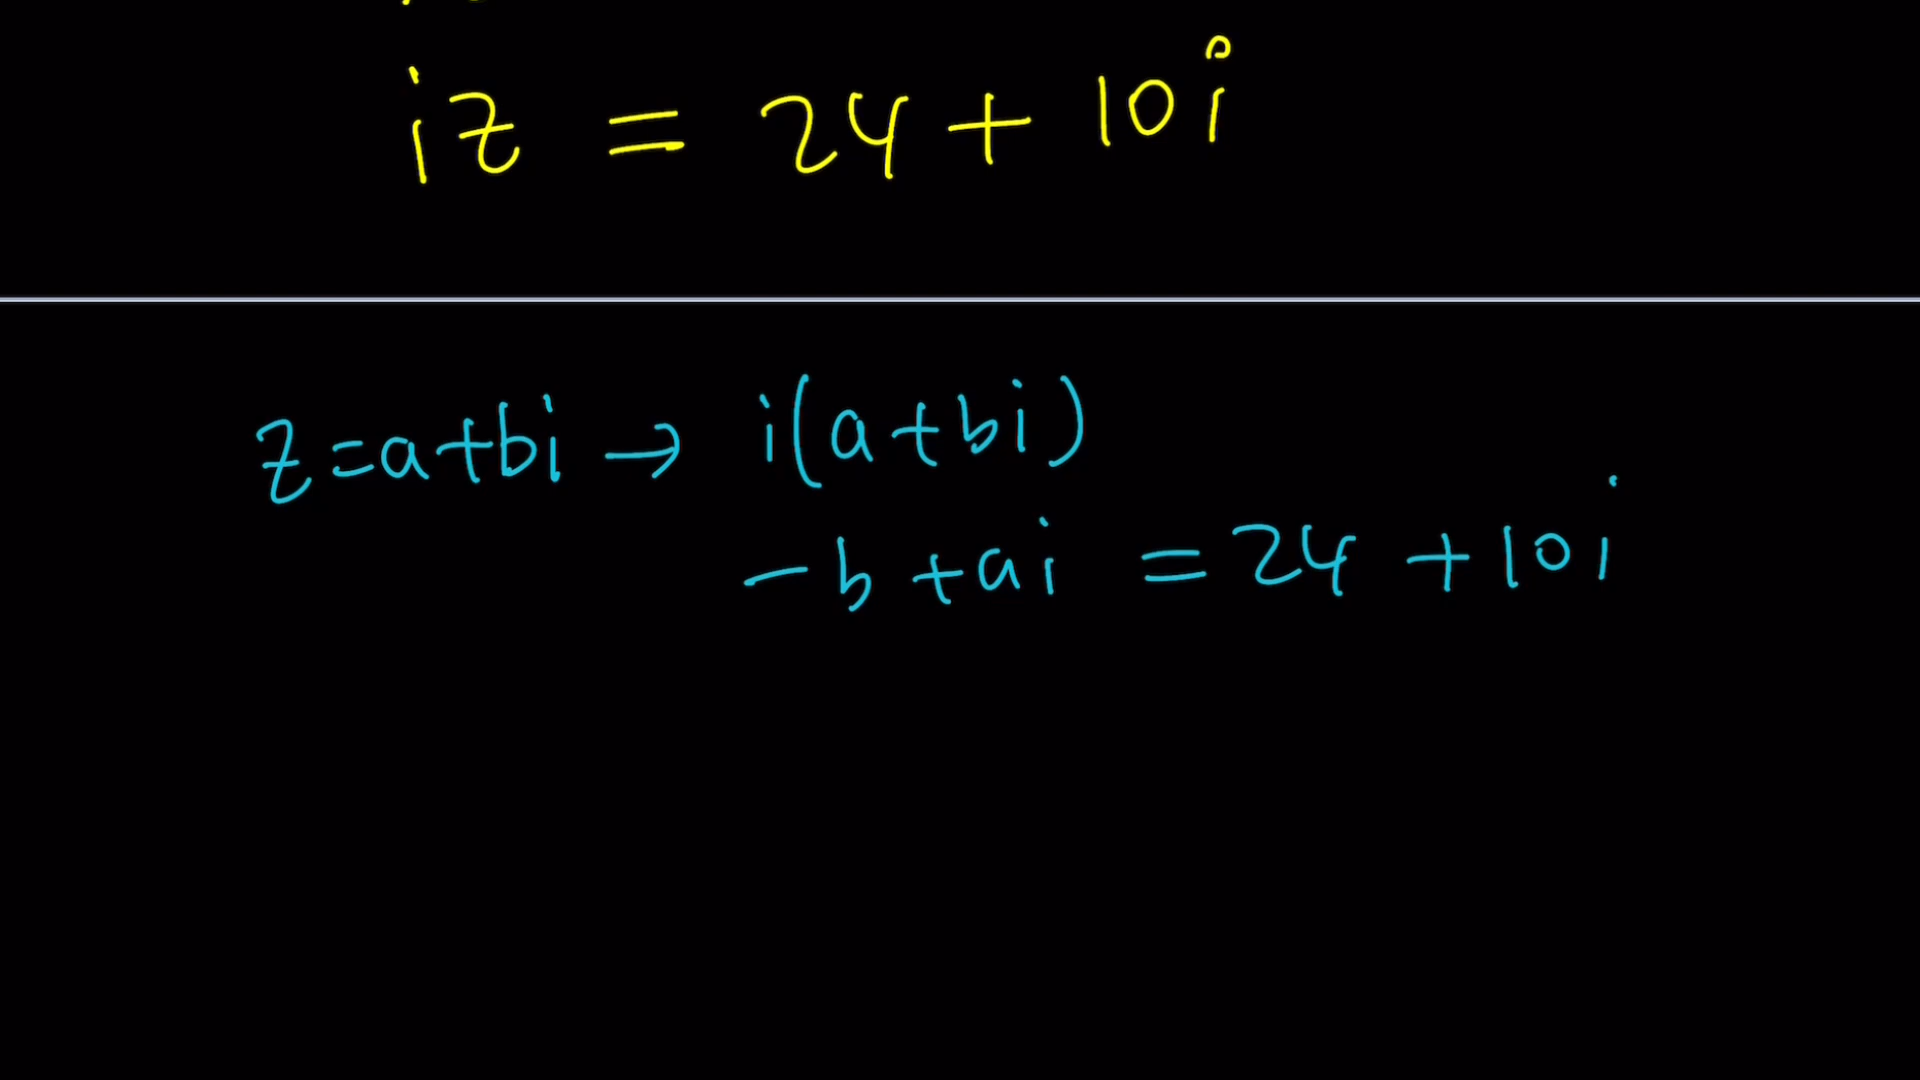 iz = 24 + 10i
z = a + bi → i(a + bi)
-b + ai = 24 + 10i